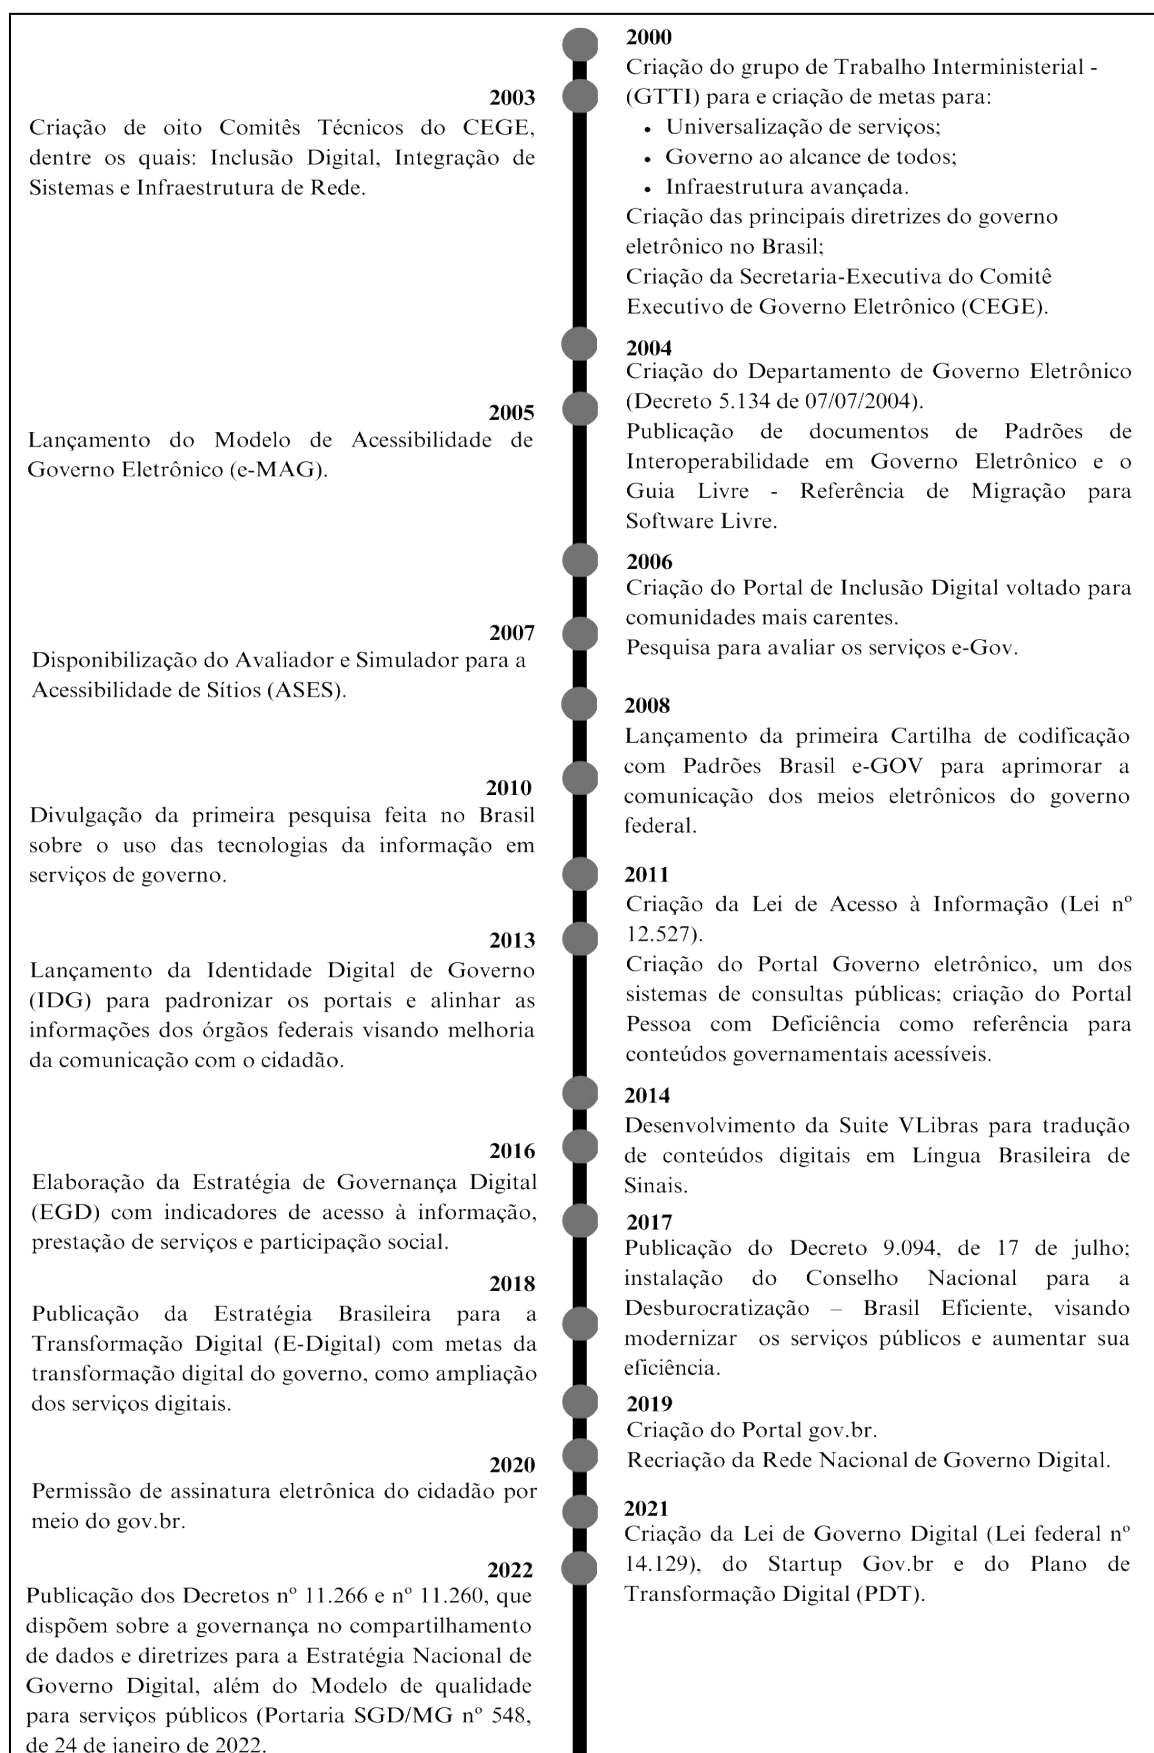 2000
Criação do grupo de Trabalho Interministerial -
(GTTI) para e criação de metas para:
• Universalização de serviços;
• Governo ao alcance de todos;
• Infraestrutura avançada.
Criação das principais diretrizes do governo
eletrônico no Brasil;
Criação da Secretaria-Executiva do Comitê
Executivo de Governo Eletrônico (CEGE).
2003
Criação de oito Comitês Técnicos do CEGE,
dentre os quais: Inclusão Digital, Integração de
Sistemas e Infraestrutura de Rede.
2004
Criação do Departamento de Governo Eletrônico
(Decreto 5.134 de 07/07/2004).
Publicação de documentos de Padrões de
Interoperabilidade em Governo Eletrônico e o
Guia Livre - Referência de Migração para
Software Livre.
2005
Lançamento do Modelo de Acessibilidade de
Governo Eletrônico (e-MAG).
2006
Criação do Portal de Inclusão Digital voltado para
comunidades mais carentes.
Pesquisa para avaliar os serviços e-Gov.
2007
Disponibilização do Avaliador e Simulador para a
Acessibilidade de Sítios (ASES).
2008
Lançamento da primeira Cartilha de codificação
com Padrões Brasil e-GOV para aprimorar a
comunicação dos meios eletrônicos do governo
federal.
2010
Divulgação da primeira pesquisa feita no Brasil
sobre o uso das tecnologias da informação em
serviços de governo.
2011
Criação da Lei de Acesso à Informação (Lei nº
12.527).
Criação do Portal Governo eletrônico, um dos
sistemas de consultas públicas; criação do Portal
Pessoa com Deficiência como referência para
conteúdos governamentais acessíveis.
2013
Lançamento da Identidade Digital de Governo
(IDG) para padronizar os portais e alinhar as
informações dos órgãos federais visando melhoria
da comunicação com o cidadão.
2014
Desenvolvimento da Suite VLibras para tradução
de conteúdos digitais em Língua Brasileira de
Sinais.
2016
Elaboração da Estratégia de Governança Digital
(EGD) com indicadores de acesso à informação,
prestação de serviços e participação social.
2017
Publicação do Decreto 9.094, de 17 de julho;
instalação do Conselho Nacional para a
Desburocratização – Brasil Eficiente, visando
modernizar os serviços públicos e aumentar sua
eficiência.
2018
Publicação da Estratégia Brasileira para a
Transformação Digital (E-Digital) com metas da
transformação digital do governo, como ampliação
dos serviços digitais.
2019
Criação do Portal gov.br.
Recriação da Rede Nacional de Governo Digital.
2020
Permissão de assinatura eletrônica do cidadão por
meio do gov.br.
2021
Criação da Lei de Governo Digital (Lei federal nº
14.129), do Startup Gov.br e do Plano de
Transformação Digital (PDT).
2022
Publicação dos Decretos nº 11.266 e nº 11.260, que
dispõem sobre a governança no compartilhamento
de dados e diretrizes para a Estratégia Nacional de
Governo Digital, além do Modelo de qualidade
para serviços públicos (Portaria SGD/MG nº 548,
de 24 de janeiro de 2022.